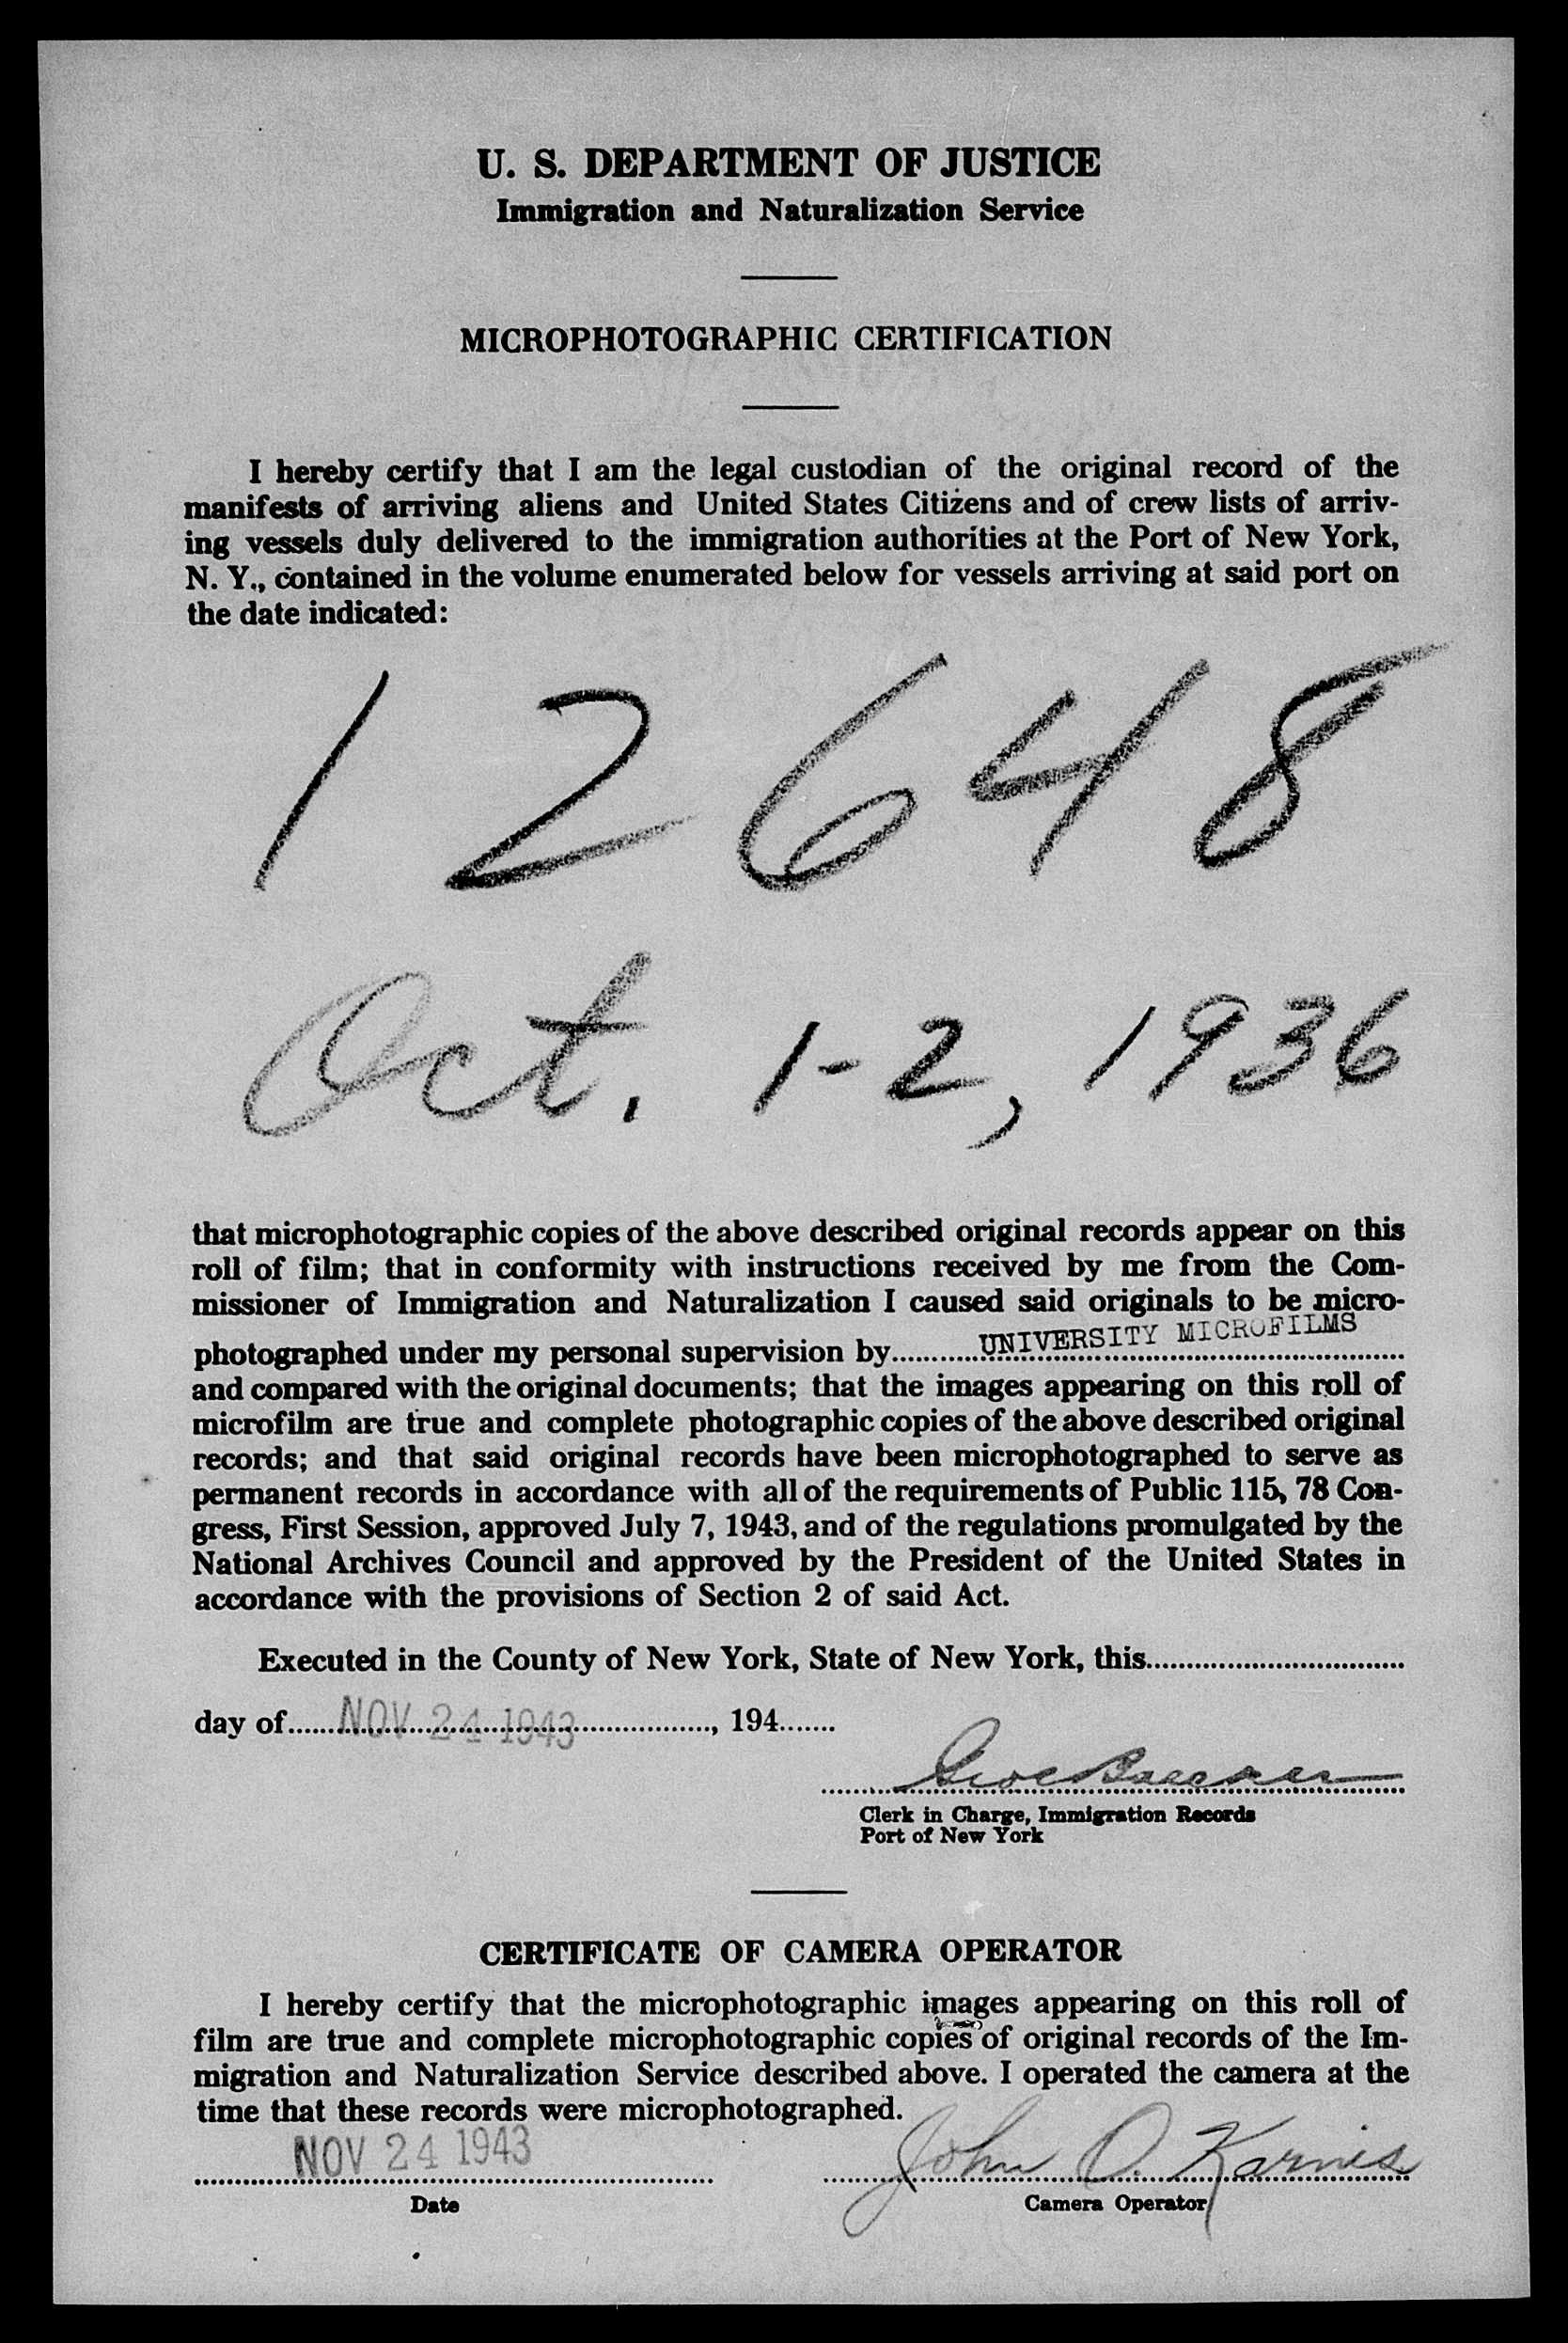 U. S. DEPARTMENT OF JUSTICE
Immigration and Naturalization Service
MICROPHOTOGRAPHIC CERTIFICATION
I hereby certify that I am the legal custodian of the original record of the
manifests of arriving aliens and United States Citizens and of crew lists of arriv-
ing vessels duly delivered to the immigration authorities at the Port of New York,
N. Y., contained in the volume enumerated below for vessels arriving at said port on
the date indicated:
12648
Oct. 1-2, 1936
that microphotographic copies of the above described original records appear on this
roll of film; that in conformity with instructions received by me from the Com-
missioner of Immigration and Naturalization I caused said originals to be micro-
photographed under my personal supervision by UNIVERSITY MICROFILMS
and compared with the original documents; that the images appearing on this roll of
microfilm are true and complete photographic copies of the above described original
records; and that said original records have been microphotographed to serve as
permanent records in accordance with all of the requirements of Public 115, 78 Con-
gress, First Session, approved July 7, 1943, and of the regulations promulgated by the
National Archives Council and approved by the President of the United States in
accordance with the provisions of Section 2 of said Act.
Executed in the County of New York, State of New York, this
day of NOV 24 1943, 194
Clerk in Charge, Immigration Records
Port of New York
CERTIFICATE OF CAMERA OPERATOR
I hereby certify that the microphotographic images appearing on this roll of
film are true and complete microphotographic copies of original records of the Im-
migration and Naturalization Service described above. I operated the camera at the
time that these records were microphotographed.
NOV 24 1943 John O. Karnes
Date Camera Operator